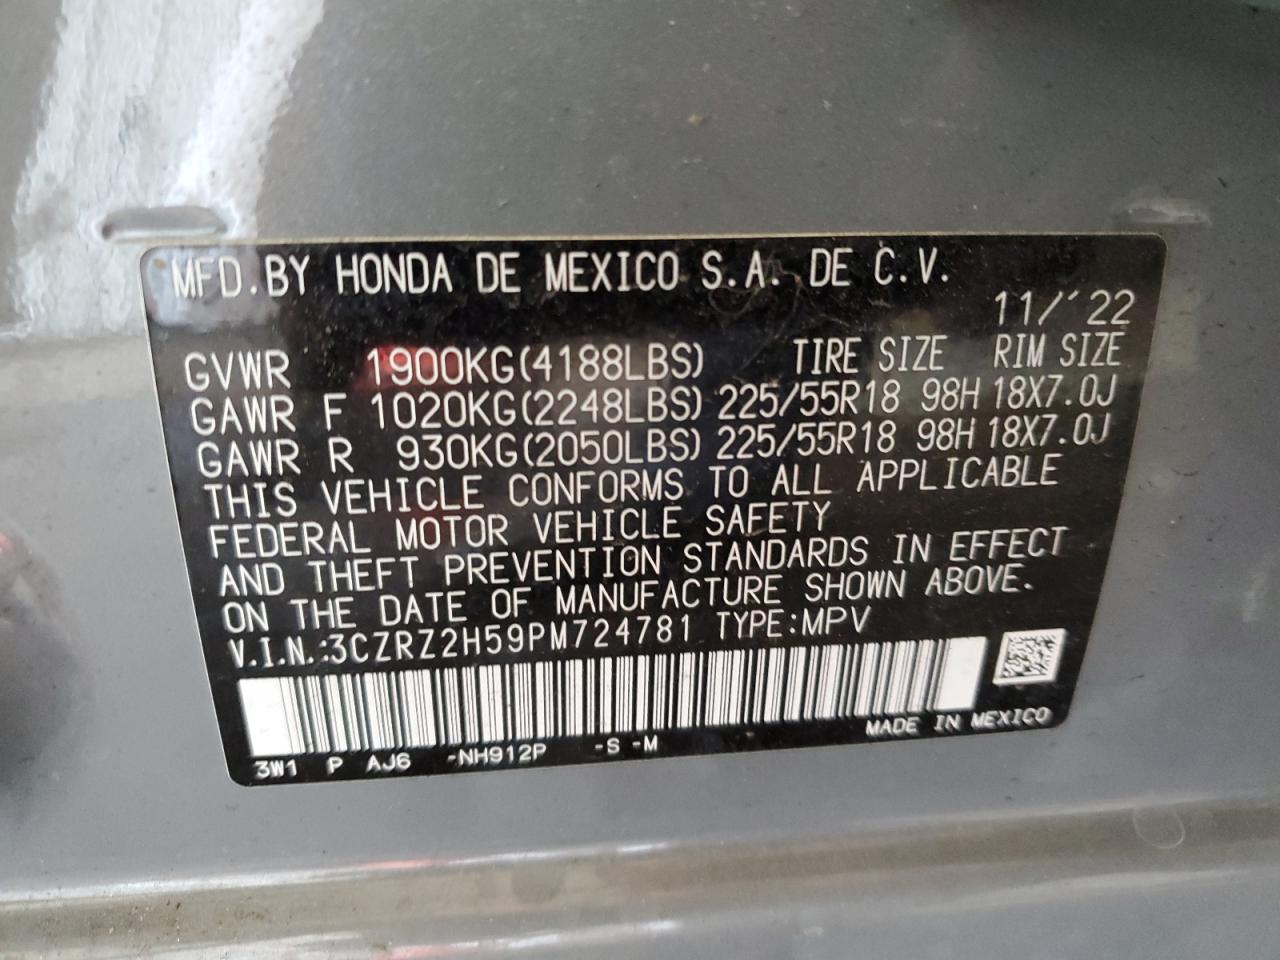 MFD.BY HONDA DE MEXICO S.A. DE C.V.
11/'22
GVWR 1900KG(4188LBS) TIRE SIZE RIM SIZE
GAWR F 1020KG(2248LBS) 225/55R18 98H 18X7.0J
GAWR R 930KG(2050LBS) 225/55R18 98H 18X7.0J
THIS VEHICLE CONFORMS TO ALL APPLICABLE
FEDERAL MOTOR VEHICLE SAFETY
AND THEFT PREVENTION STANDARDS IN EFFECT
ON THE DATE OF MANUFACTURE SHOWN ABOVE.
V.I.N.:3CZRZ2H59PM724781 TYPE:MPV
MADE IN MEXICO
3W1 P AJ6 -NH912P -S -M